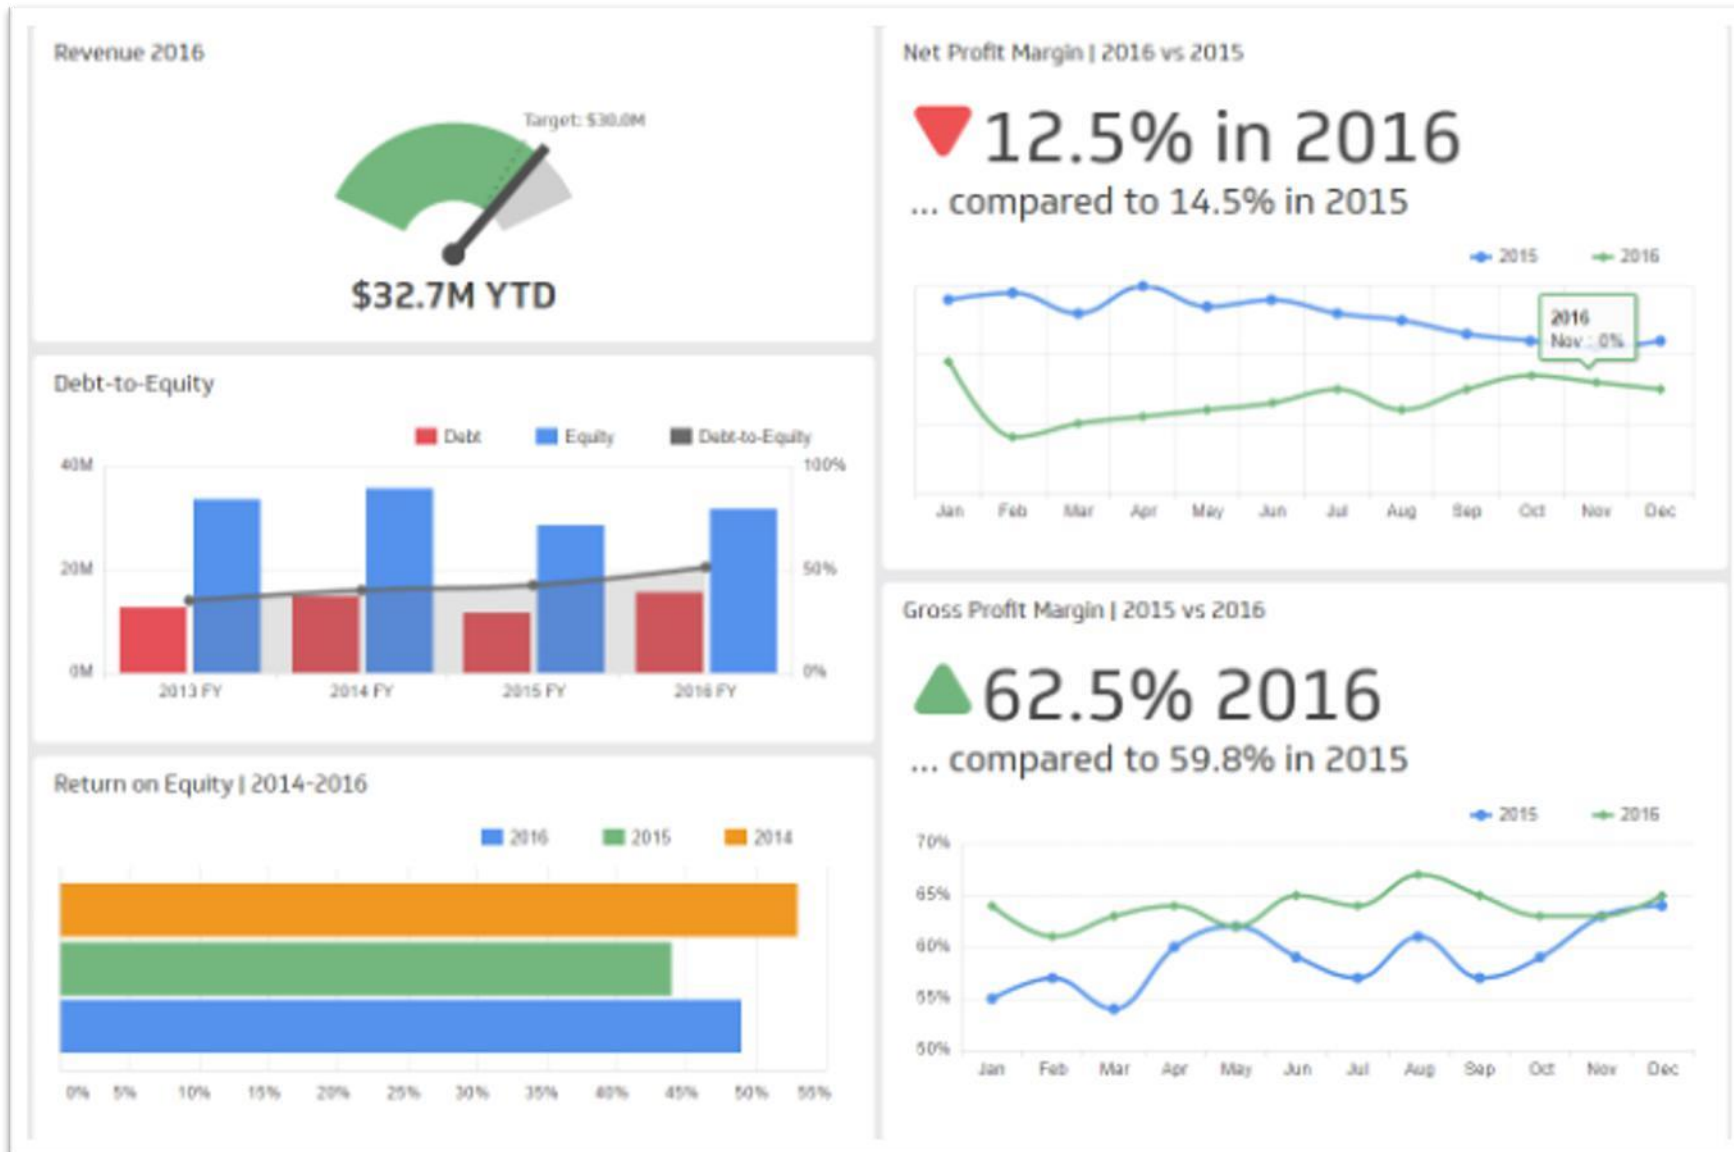 Revenue 2016
Target: $30.0M
$32.7M YTD
Debt-to-Equity
Debt Equity Debt-to-Equity
40M 100%
20M 50%
0M 0%
2013 FY 2014 FY 2015 FY 2016 FY
Return on Equity | 2014-2016
2016 2015 2014
0% 5% 10% 15% 20% 25% 30% 35% 40% 45% 50% 55%
Net Profit Margin | 2016 vs 2015
12.5% in 2016
... compared to 14.5% in 2015
2015 2016
2016
Nov : 0%
Jan Feb Mar Apr May Jun Jul Aug Sep Oct Nov Dec
Gross Profit Margin | 2015 vs 2016
62.5% 2016
... compared to 59.8% in 2015
2015 2016
70%
65%
60%
55%
50%
Jan Feb Mar Apr May Jun Jul Aug Sep Oct Nov Dec